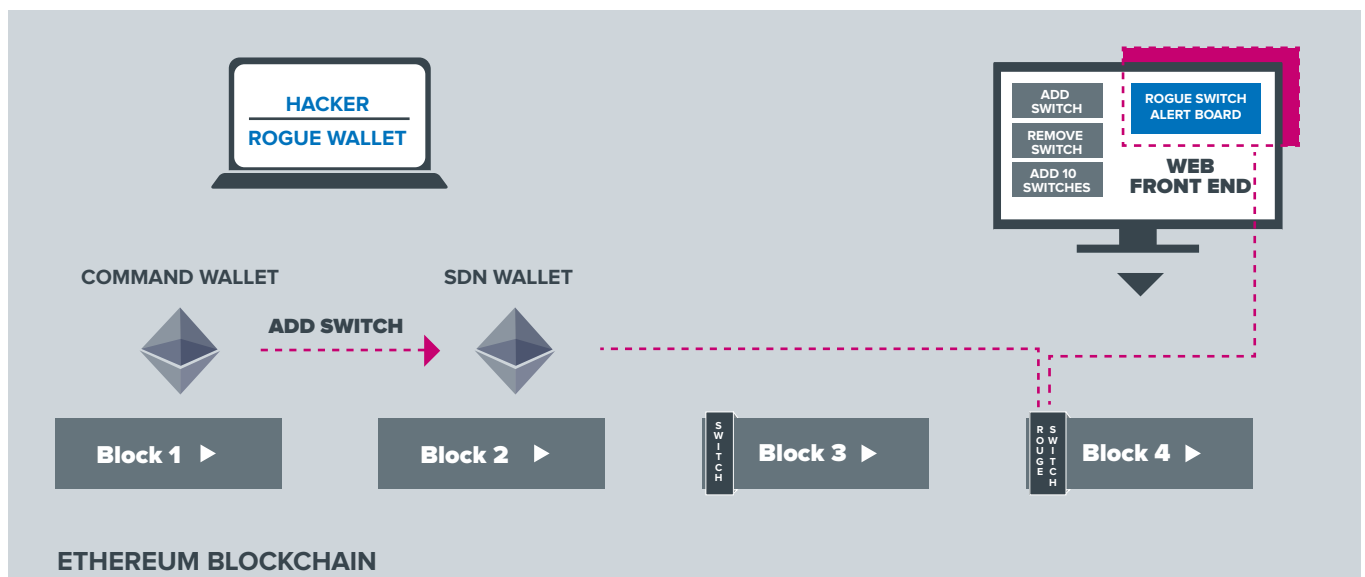 HACKER
ROGUE WALLET
ADD
SWITCH
REMOVE
SWITCH
ADD 10
SWITCHES
ROGUE SWITCH
ALERT BOARD
WEB
FRONT END
COMMAND WALLET
SDN WALLET
ADD SWITCH
Block 1
Block 2
SWITCH
Block 3
ROUGE
SWITCH
Block 4
ETHEREUM BLOCKCHAIN